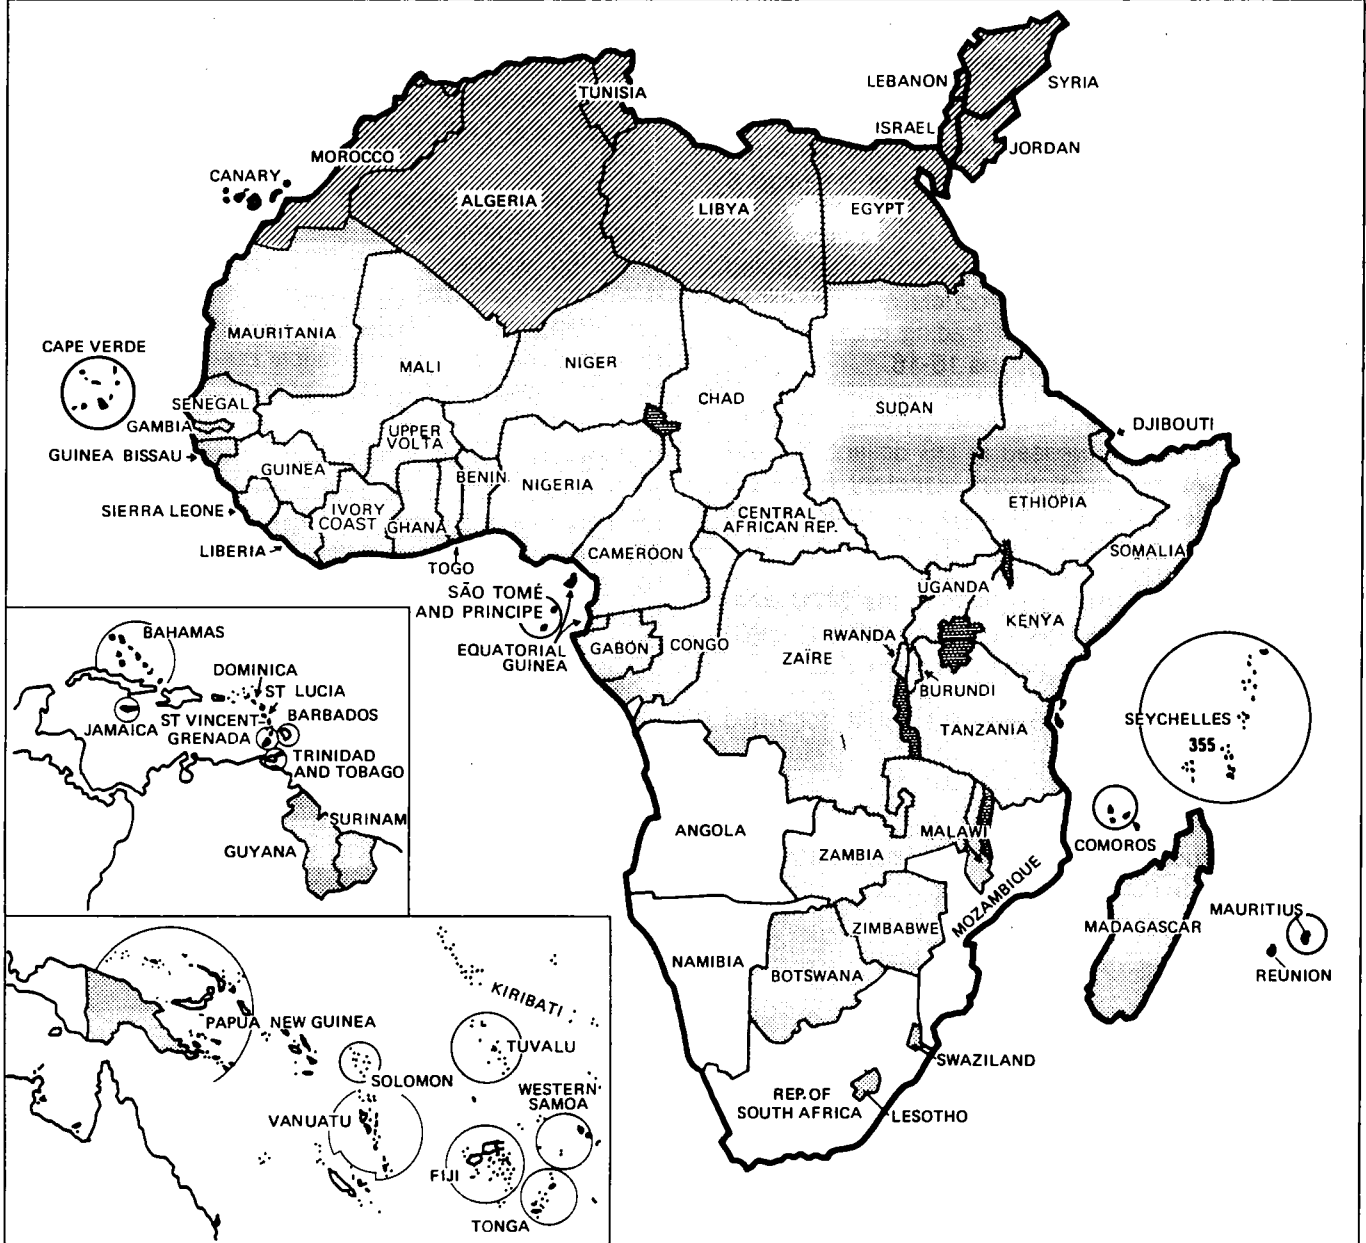 LEBANON
SYRIA
TUNISIA
ISRAEL
JORDAN
MOROCCO
CANARY
ALGERIA
LIBYA
EGYPT
MAURITANIA
CAPE VERDE
MALI
NIGER
CHAD
SUDAN
SENEGAL
GAMBIA
UPPER
VOLTA
DJIBOUTI
GUINEA BISSAU
GUINEA
BENIN
NIGERIA
ETHIOPIA
SIERRA LEONE
IVORY
COAST
GHANA
CENTRAL
AFRICAN REP.
LIBERIA
TOGO
CAMEROON
SOMALIA
SÃO TOMÉ
AND PRINCIPE
UGANDA
KENYA
EQUATORIAL
GUINEA
GABON
CONGO
ZAÏRE
RWANDA
BURUNDI
TANZANIA
SEYCHELLES
355
BAHAMAS
DOMINICA
ST LUCIA
JAMAICA
ST VINCENT
GRENADA
BARBADOS
TRINIDAD
AND TOBAGO
SURINAM
GUYANA
ANGOLA
ZAMBIA
MALAWI
MOZAMBIQUE
COMOROS
MADAGASCAR
MAURITIUS
REUNION
ZIMBABWE
NAMIBIA
BOTSWANA
SWAZILAND
REP. OF
SOUTH AFRICA
LESOTHO
KIRIBATI
PAPUA NEW GUINEA
TUVALU
SOLOMON
VANUATU
WESTERN
SAMOA
FIJI
TONGA